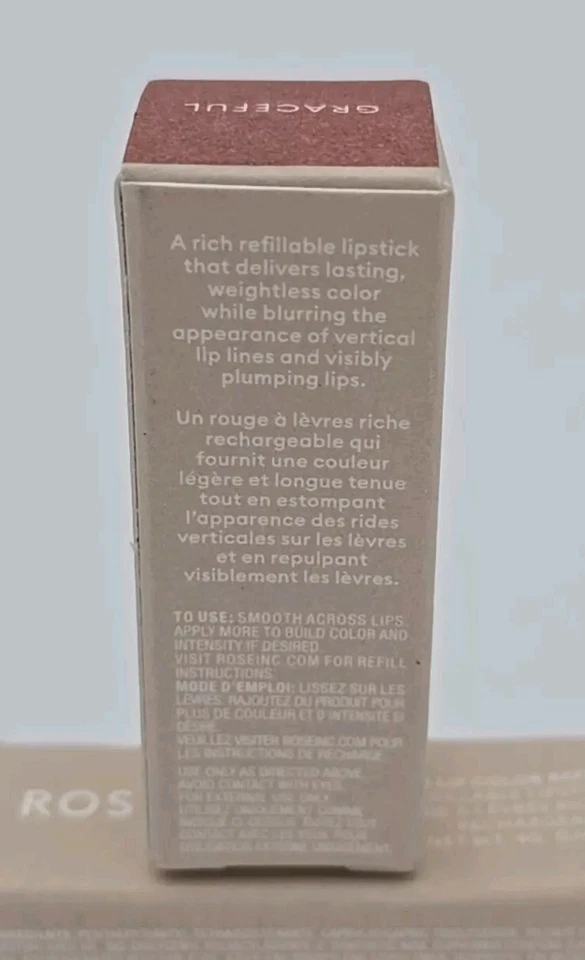 GRACEFUL
A rich refillable lipstick
that delivers lasting,
weightless color
while blurring the
appearance of vertical
lip lines and visibly
plumping lips.
Un rouge à lèvres riche
rechargeable qui
fournit une couleur
légère et longue tenue
tout en estompant
l'apparence des rides
verticales sur les lèvres
et en repulpant
visiblement les lèvres.
TO USE: SMOOTH ACROSS LIPS.
APPLY MORE TO BUILD COLOR AND
INTENSITY IF DESIRED.
VISIT ROSEINC.COM FOR REFILL
INSTRUCTIONS.
MODE D'EMPLOI: LISSEZ SUR LES
LÈVRES. RAJOUTEZ DU PRODUIT POUR
PLUS DE COULEUR ET D'INTENSITÉ SI
DÉSIRÉ.
VEUILLEZ VISITER ROSEINC.COM POUR
LES INSTRUCTIONS DE RECHARGE.
USE ONLY AS DIRECTED ABOVE.
AVOID CONTACT WITH EYES.
FOR EXTERNAL USE ONLY.
ROS